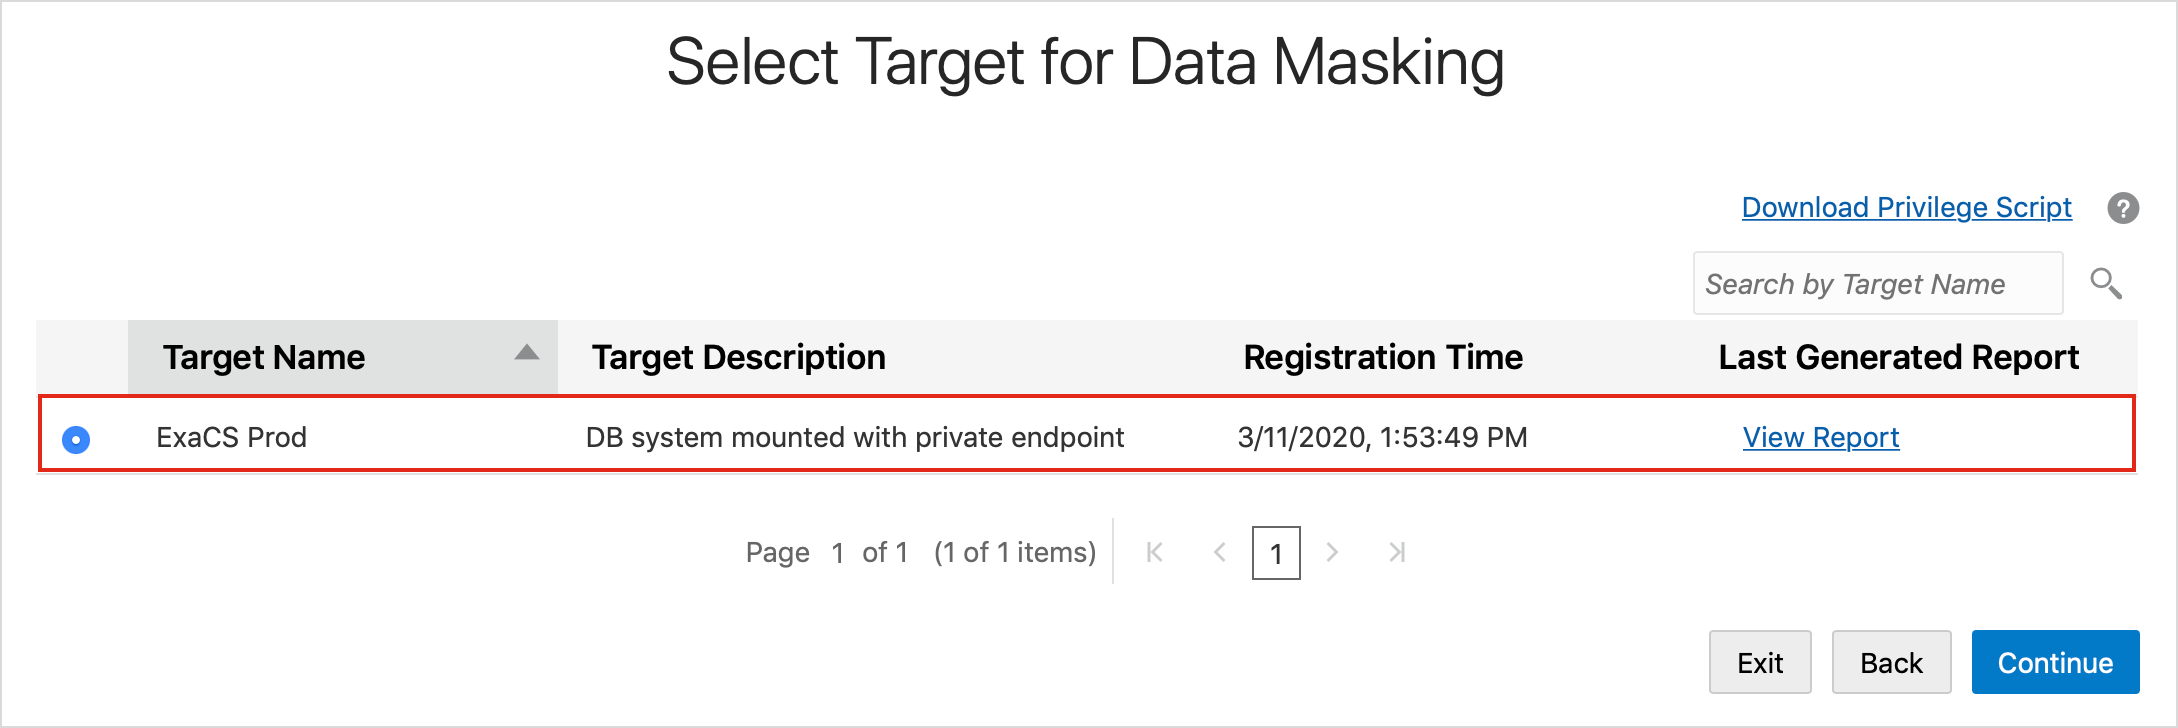 Select Target for Data Masking
Download Privilege Script ?
Search by Target Name
Target Name Target Description Registration Time Last Generated Report
ExaCS Prod DB system mounted with private endpoint 3/11/2020, 1:53:49 PM View Report
Page 1 of 1 (1 of 1 items) 1
Exit Back Continue